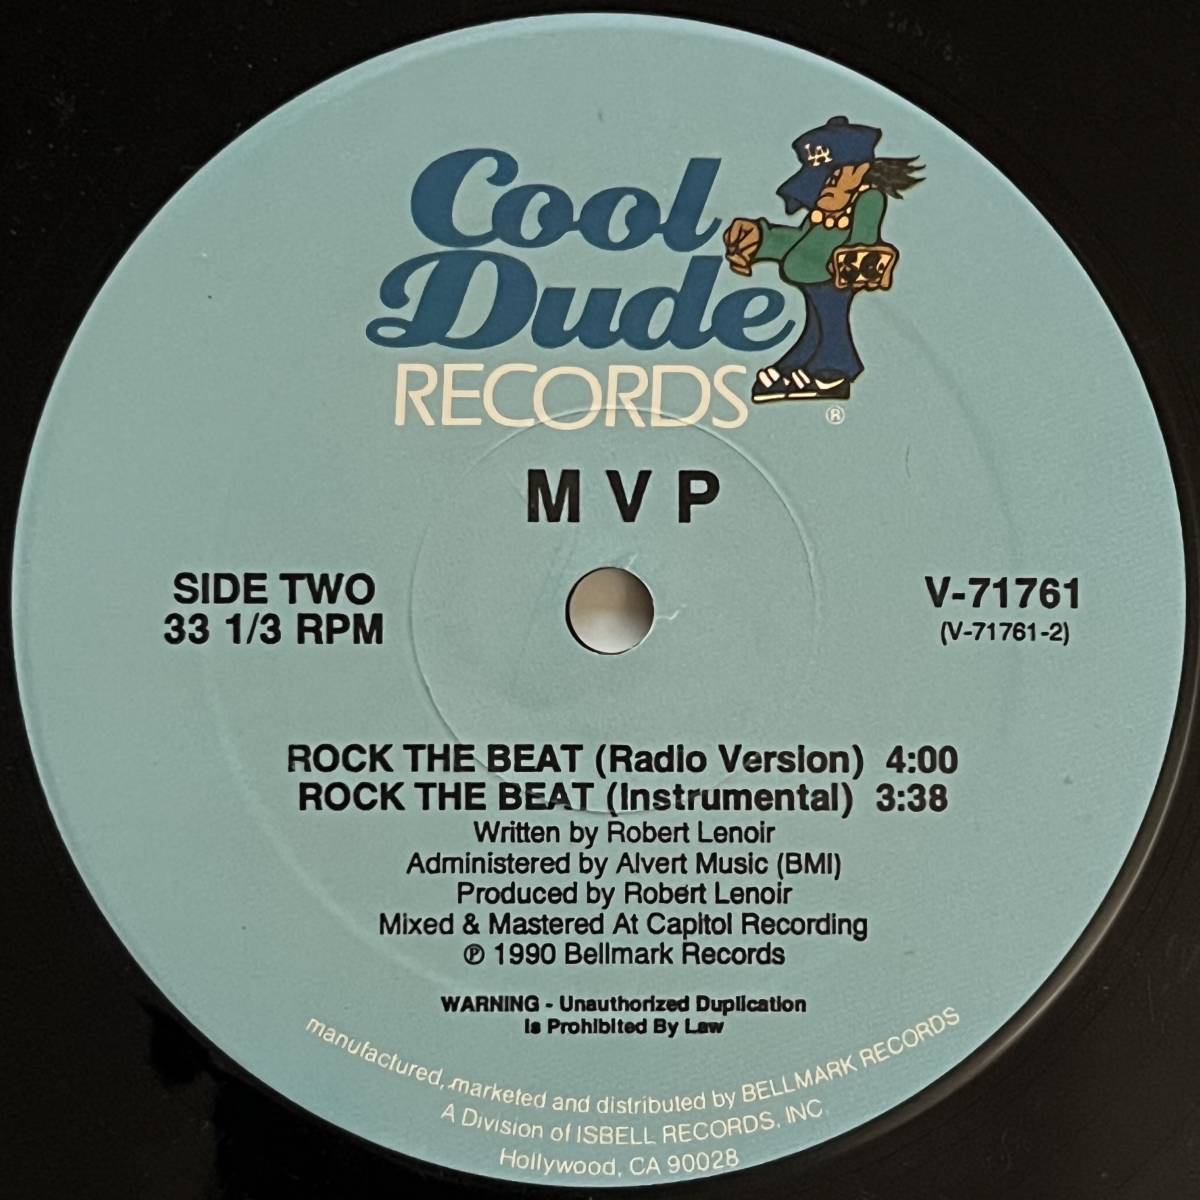 Cool
Dude
RECORDS
LA
®
M V P
SIDE TWO
33 1/3 RPM
V-71761
(V-71761-2)
ROCK THE BEAT (Radio Version) 4:00
ROCK THE BEAT (Instrumental) 3:38
Written by Robert Lenoir
Administered by Alvert Music (BMI)
Produced by Robert Lenoir
Mixed & Mastered At Capitol Recording
℗ 1990 Bellmark Records
WARNING - Unauthorized Duplication
Is Prohibited By Law
manufactured, marketed and distributed by BELLMARK RECORDS
A Division of ISBELL RECORDS, INC.
Hollywood, CA 90028